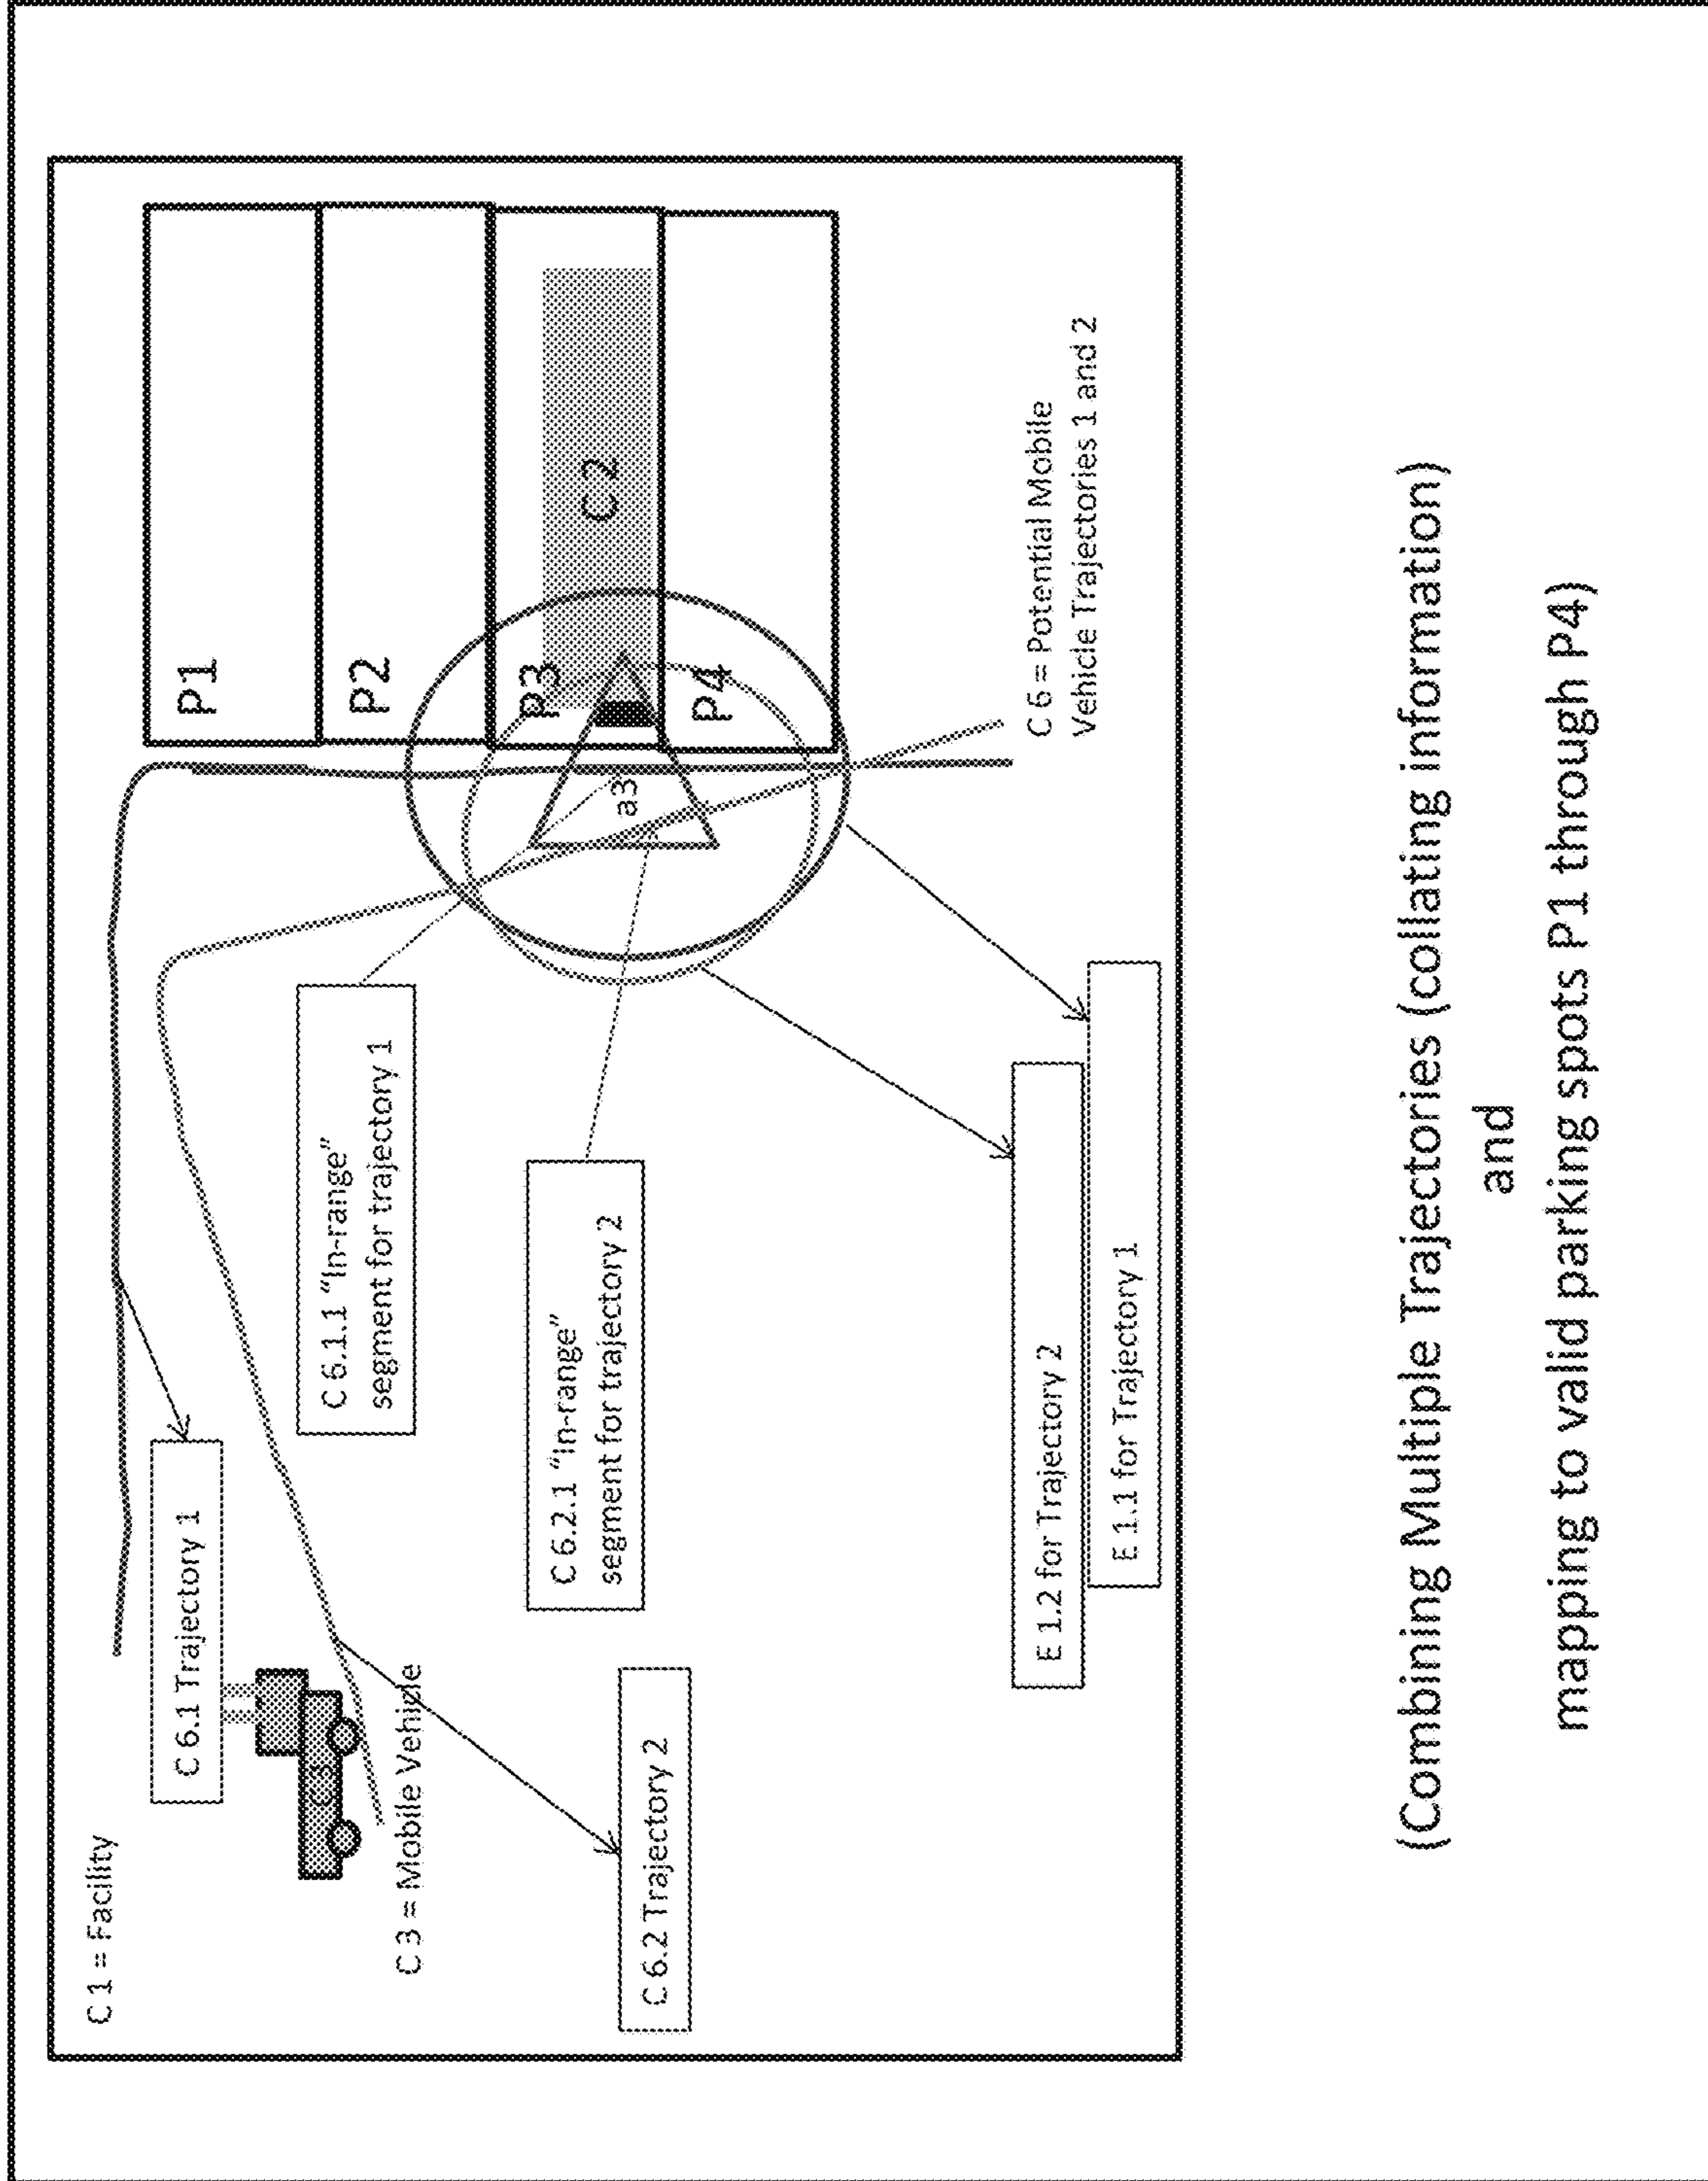 C 1 = Facility
C 6.1 Trajectory 1
C 3 = Mobile Vehicle
C 6.1.1 “In-range”
segment for trajectory 1
C 6.2.1 “In-range”
segment for trajectory 2
C 6.2 Trajectory 2
P1
P2
P3
C 2
a3
P4
E 1.2 for Trajectory 2
E 1.1 for Trajectory 1
C 6 = Potential Mobile
Vehicle Trajectories 1 and 2
(Combining Multiple Trajectories (collating information)
and
mapping to valid parking spots P1 through P4)